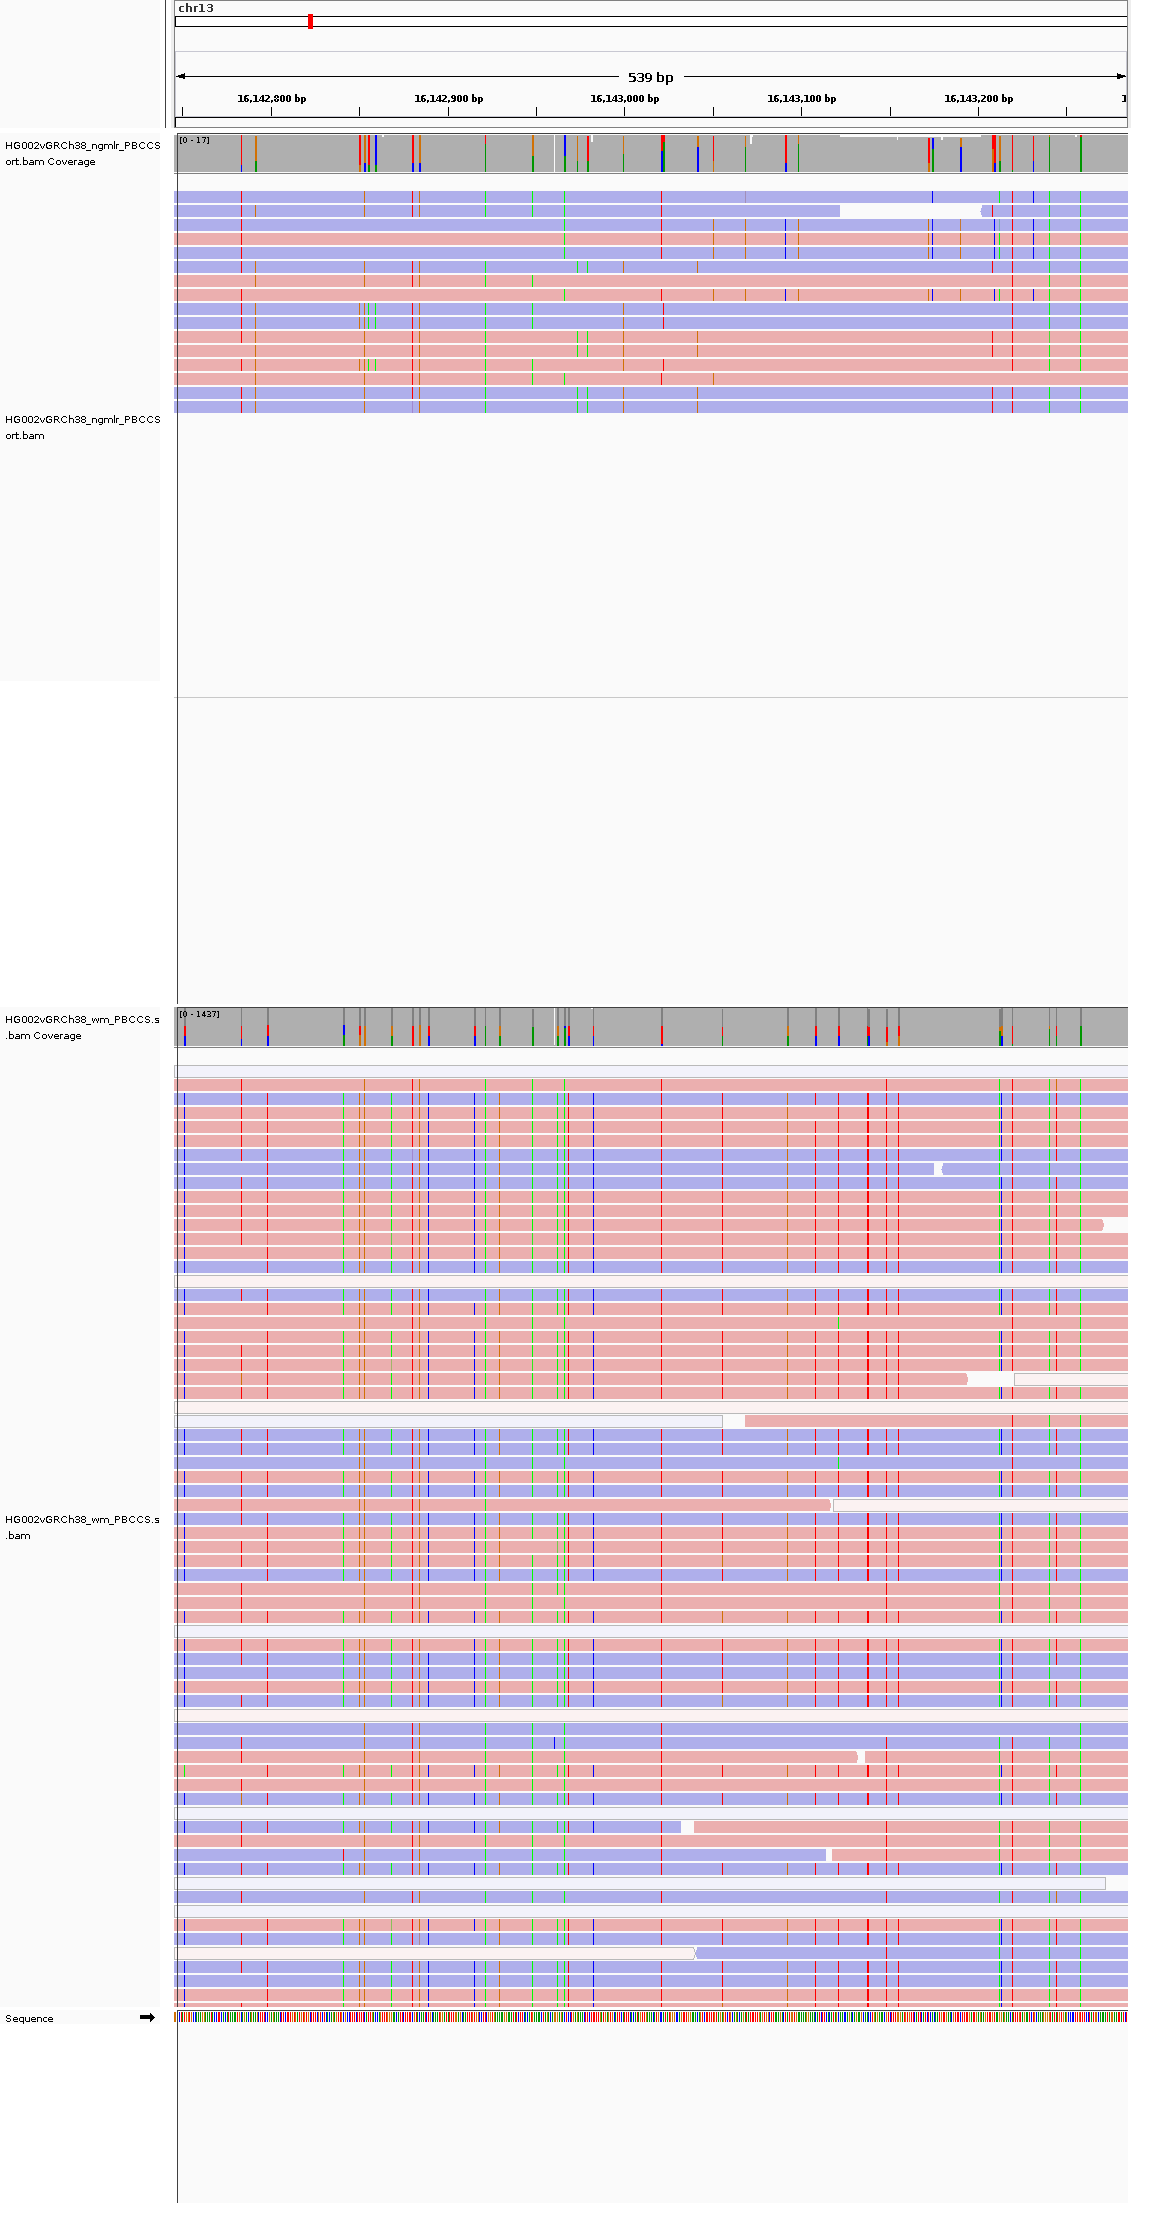 chr13
539 bp
16,142,800 bp 16,142,900 bp 16,143,000 bp 16,143,100 bp 16,143,200 bp 1
HG002vGRCh38_ngmlr_PBCCS
ort.bam Coverage
[0 - 17]
HG002vGRCh38_ngmlr_PBCCS
ort.bam
HG002vGRCh38_wm_PBCCS.s
.bam Coverage
[0 - 1437]
HG002vGRCh38_wm_PBCCS.s
.bam
Sequence